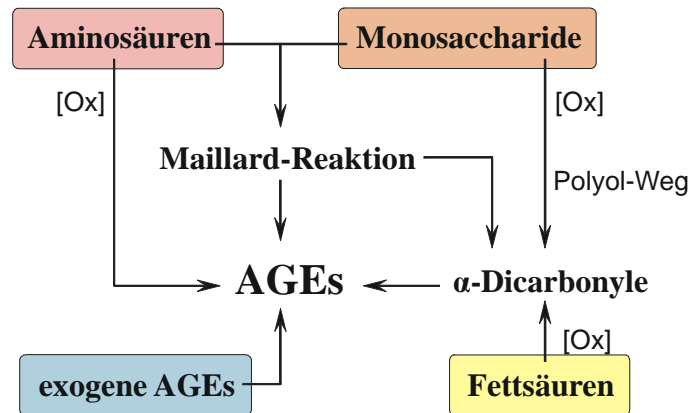 Aminosäuren
Monosaccharide
[Ox]
[Ox]
Maillard-Reaktion
Polyol-Weg
AGEs
α-Dicarbonyle
[Ox]
exogene AGEs
Fettsäuren